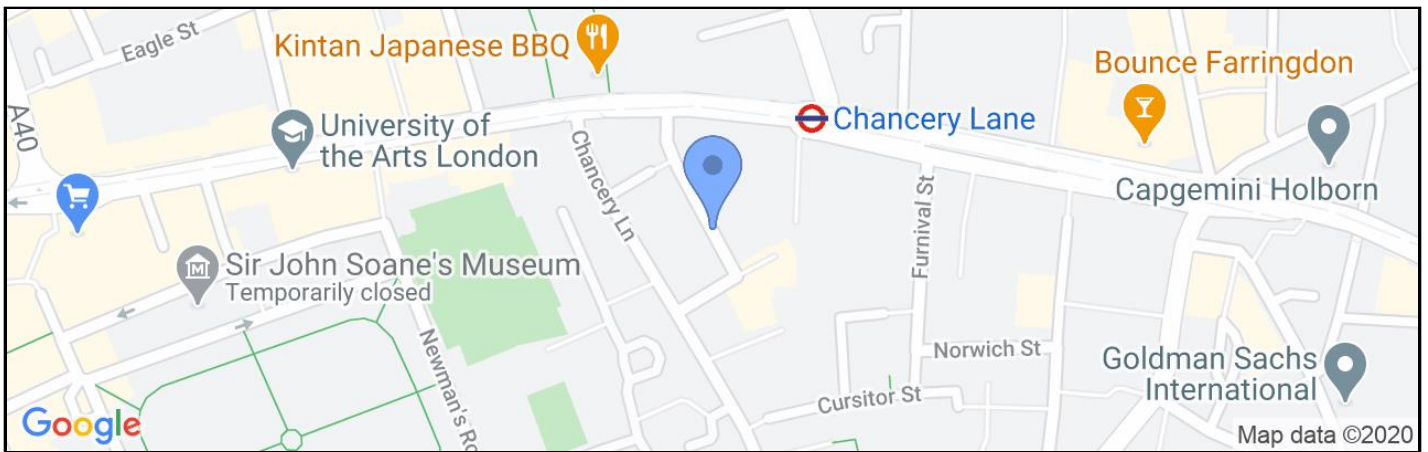 Eagle St
Kintan Japanese BBQ
Bounce Farringdon
A40
University of
the Arts London
Chancery Lane
Chancery Ln
Capgemini Holborn
Furnival St
Sir John Soane's Museum
Temporarily closed
Newman's Ro
Norwich St
Goldman Sachs
International
Cursitor St
Google
Map data ©2020